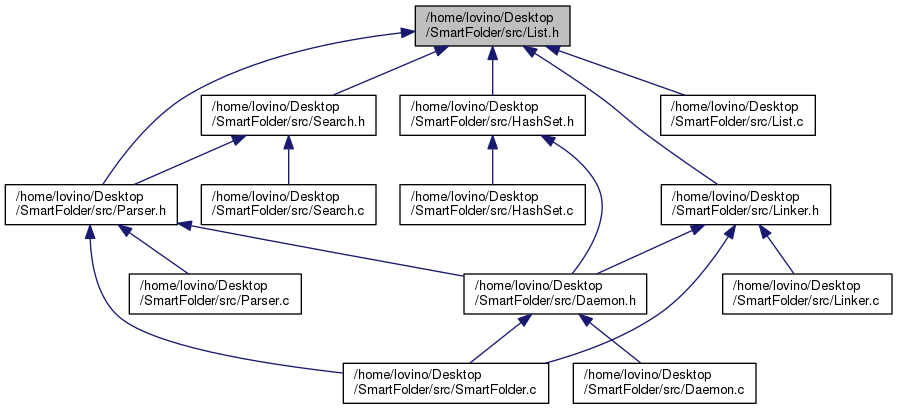 /home/lovino/Desktop
/SmartFolder/src/List.h
/home/lovino/Desktop
/SmartFolder/src/Search.h
/home/lovino/Desktop
/SmartFolder/src/HashSet.h
/home/lovino/Desktop
/SmartFolder/src/List.c
/home/lovino/Desktop
/SmartFolder/src/Parser.h
/home/lovino/Desktop
/SmartFolder/src/Search.c
/home/lovino/Desktop
/SmartFolder/src/HashSet.c
/home/lovino/Desktop
/SmartFolder/src/Linker.h
/home/lovino/Desktop
/SmartFolder/src/Parser.c
/home/lovino/Desktop
/SmartFolder/src/Daemon.h
/home/lovino/Desktop
/SmartFolder/src/Linker.c
/home/lovino/Desktop
/SmartFolder/src/SmartFolder.c
/home/lovino/Desktop
/SmartFolder/src/Daemon.c